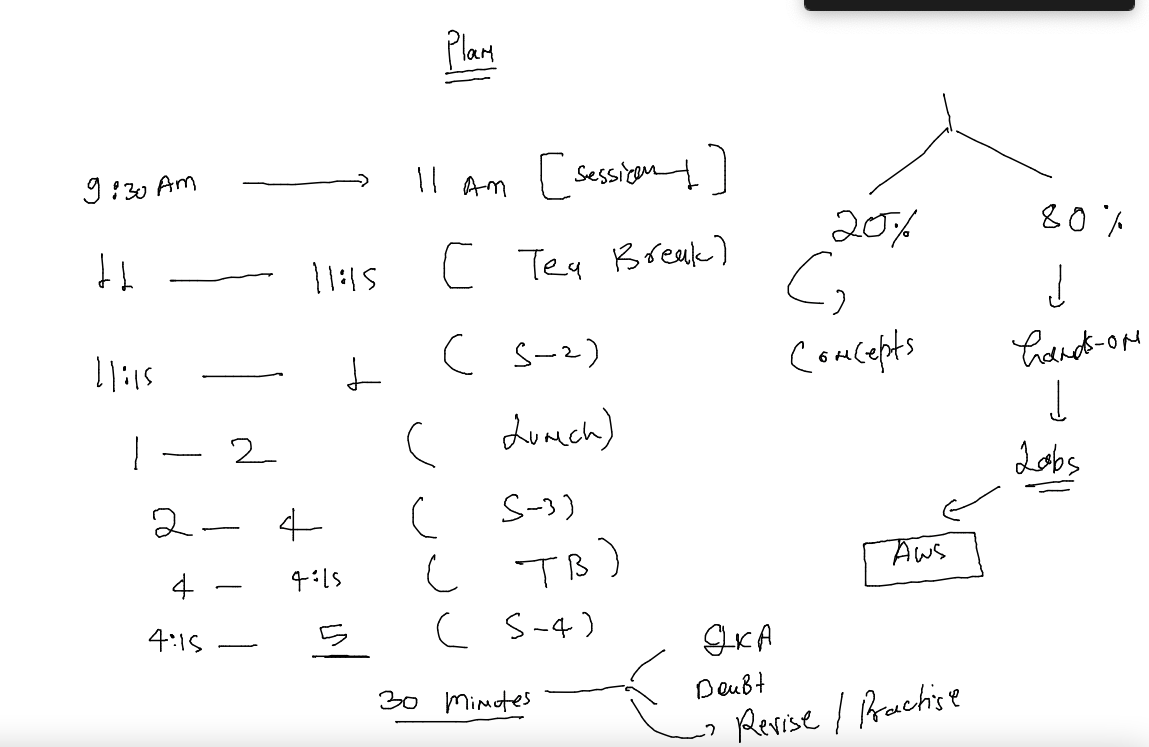 Plan
9:30 AM 11 AM [Session-1]
11 — 11:15 [ Tea Break)
11:15 — 1 ( S-2)
1 — 2 ( Lunch)
2 — 4 ( S-3)
4 — 4:15 ( TB )
4:15 — 5 ( S-4)
30 Minutes
Q&A
Doubt
Revise / Practise
20% 80%
Concepts hands-on
Labs
AWS